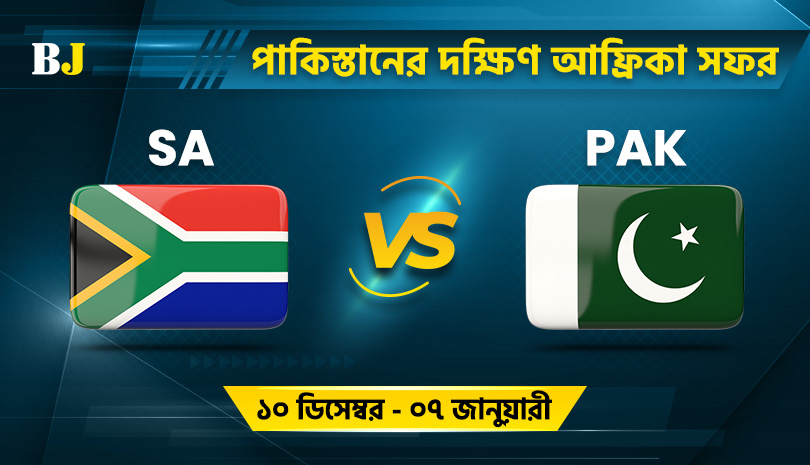 BJ
পাকিস্তানের দক্ষিণ আফ্রিকা সফর
SA
PAK
VS
১০ ডিসেম্বর - ০৭ জানুয়ারী